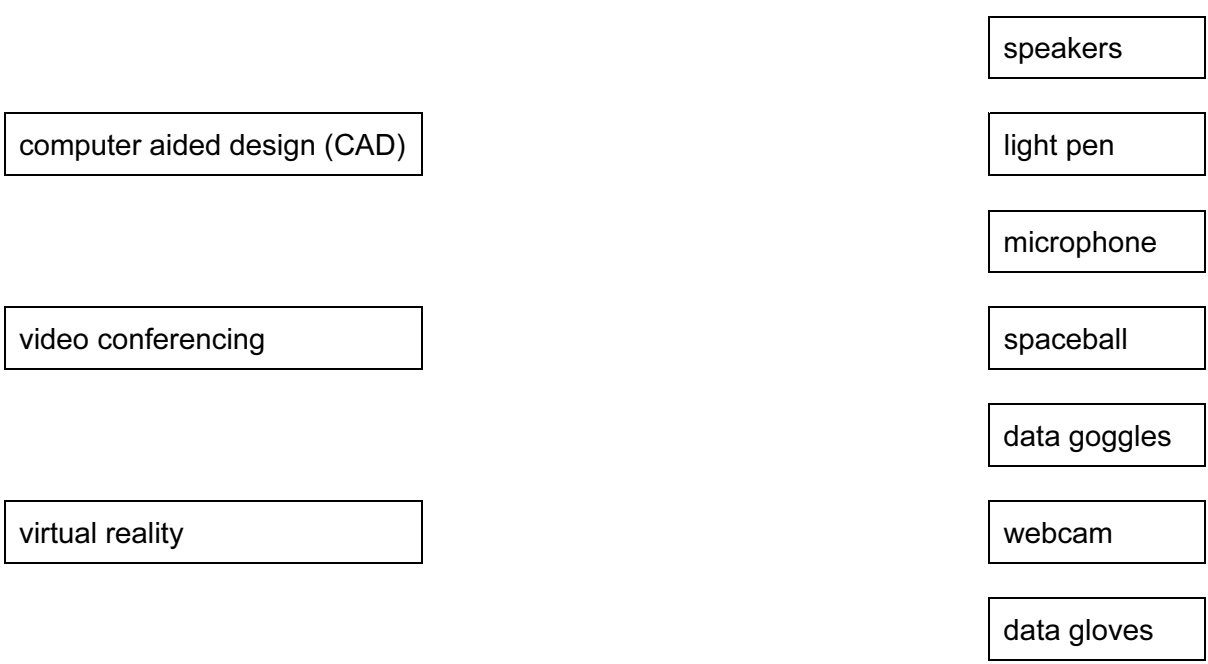 speakers
computer aided design (CAD)
light pen
microphone
video conferencing
spaceball
data goggles
virtual reality
webcam
data gloves